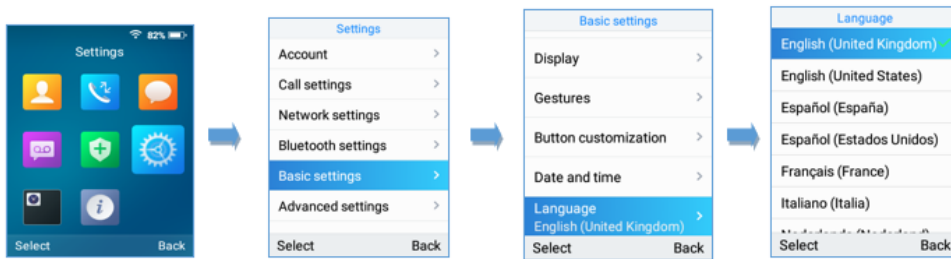 82%
Settings
Select Back
Settings
Account
Call settings
Network settings
Bluetooth settings
Basic settings
Advanced settings
Select Back
Basic settings
Display
Gestures
Button customization
Date and time
Language
English (United Kingdom)
Select Back
Language
English (United Kingdom)
English (United States)
Español (España)
Español (Estados Unidos)
Français (France)
Italiano (Italia)
Select Back